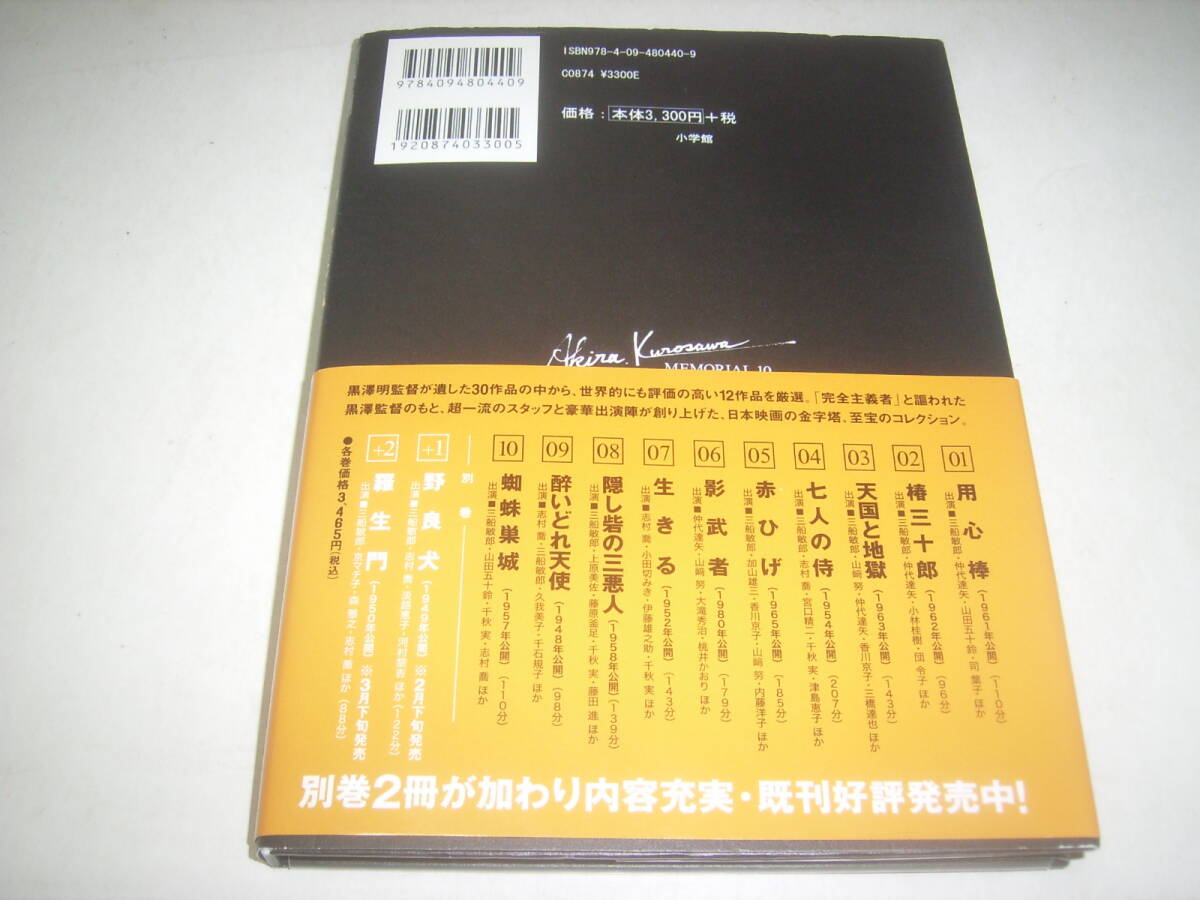 ISBN978-4-09-480440-9
C0874 ¥3300E
9784094804409
価格：本体3,300円＋税
小学館
1920874033005
Akira Kurosawa
MEMORIAL 10
黒澤明監督が遺した30作品の中から、世界的にも評価の高い12作品を厳選。「完全主義者」と謳われた
黒澤監督のもと、超一流のスタッフと豪華出演陣が創り上げた、日本映画の金字塔、至宝のコレクション。
01 用心棒 （1961年公開）（110分）
出演■三船敏郎・仲代達矢・山田五十鈴・司 葉子 ほか
02 椿三十郎 （1962年公開）（96分）
出演■三船敏郎・仲代達矢・小林桂樹・団 令子 ほか
03 天国と地獄 （1963年公開）（143分）
出演■三船敏郎・山﨑 努・仲代達矢・香川京子・三橋達也 ほか
04 七人の侍 （1954年公開）（207分）
出演■三船敏郎・志村 喬・宮口精二・千秋 実・津島恵子 ほか
05 赤ひげ （1965年公開）（185分）
出演■三船敏郎・加山雄三・香川京子・山﨑 努・内藤洋子 ほか
06 影武者 （1980年公開）（179分）
出演■仲代達矢・山﨑 努・大滝秀治・桃井かおり ほか
07 生きる （1952年公開）（143分）
出演■志村 喬・小田切みき・伊藤雄之助・千秋 実 ほか
08 隠し砦の三悪人 （1958年公開）（139分）
出演■三船敏郎・上原美佐・藤原釜足・千秋 実・藤田 進 ほか
09 酔いどれ天使 （1948年公開）（98分）
出演■志村 喬・三船敏郎・久我美子・千石規子 ほか
10 蜘蛛巣城 （1957年公開）（110分）
出演■三船敏郎・山田五十鈴・千秋 実・志村 喬 ほか
別巻
+1 野良犬 （1949年公開） ※2月下旬発売
出演■三船敏郎・志村 喬・淡路恵子・河村黎吉 ほか（122分）
+2 羅生門 （1950年公開） ※3月下旬発売
出演■三船敏郎・京マチ子・森 雅之・志村 喬 ほか（88分）
●各巻価格3,465円（税込）
別巻2冊が加わり内容充実・既刊好評発売中！